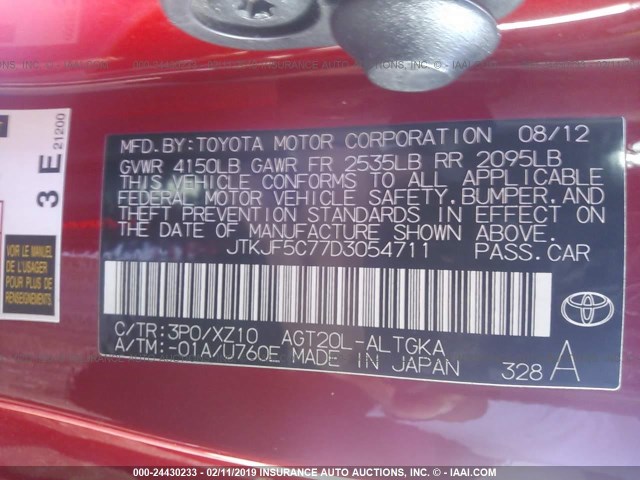 MFD. BY:TOYOTA MOTOR CORPORATION 08/12
GVWR 4150LB GAWR FR 2535LB RR 2095LB
THIS VEHICLE CONFORMS TO ALL APPLICABLE
FEDERAL MOTOR VEHICLE SAFETY,BUMPER,AND
THEFT PREVENTION STANDARDS IN EFFECT
ON THE DATE OF MANUFACTURE SHOWN ABOVE.
JTKJF5C77D3054711 PASS.CAR
C/TR:3P0/XZ10 AGT20L-ALTGKA
A/TM:-01A/U760E MADE IN JAPAN
328 A
TOYOTA
3 E
21200
VOIR LE MANUEL
DE L'USAGER
POUR PLUS DE
RENSEIGNEMENTS
000-24430233 - 02/11/2019 INSURANCE AUTO AUCTIONS, INC. - © IAAI.COM